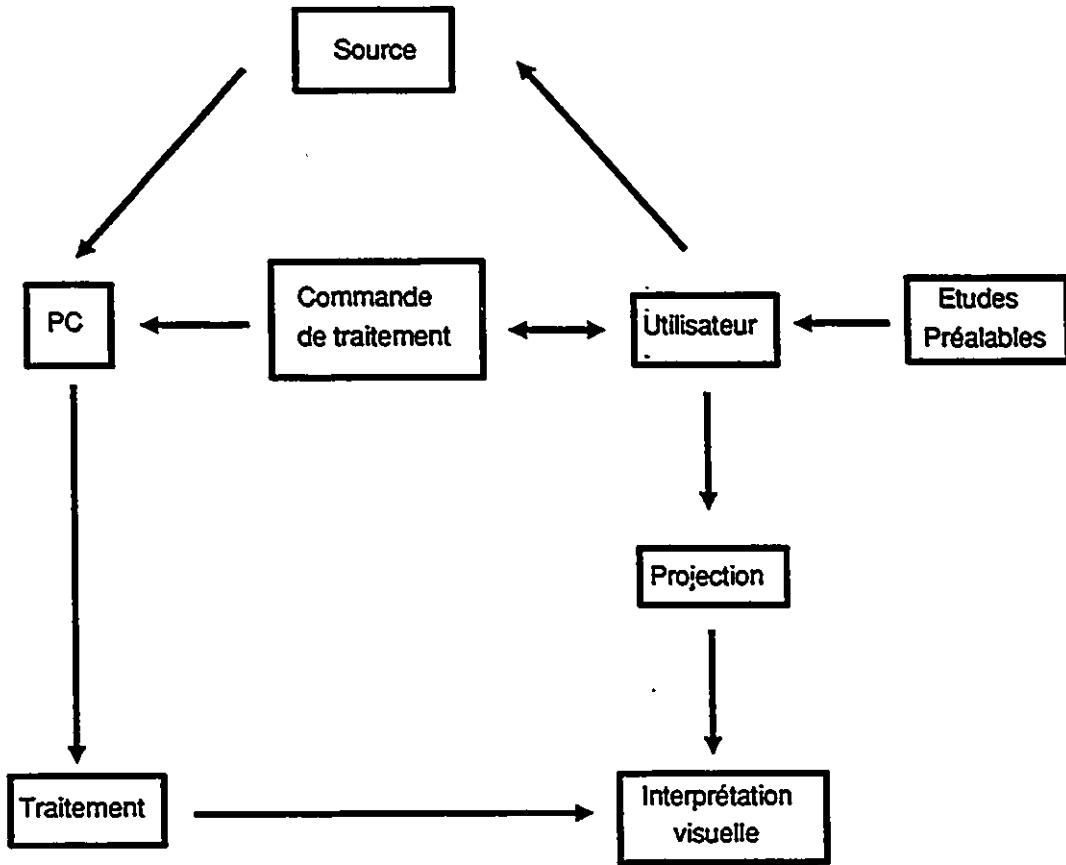 Source
PC
Commande
de traitement
Utilisateur
Etudes
Préalables
Projection
Traitement
Interprétation
visuelle